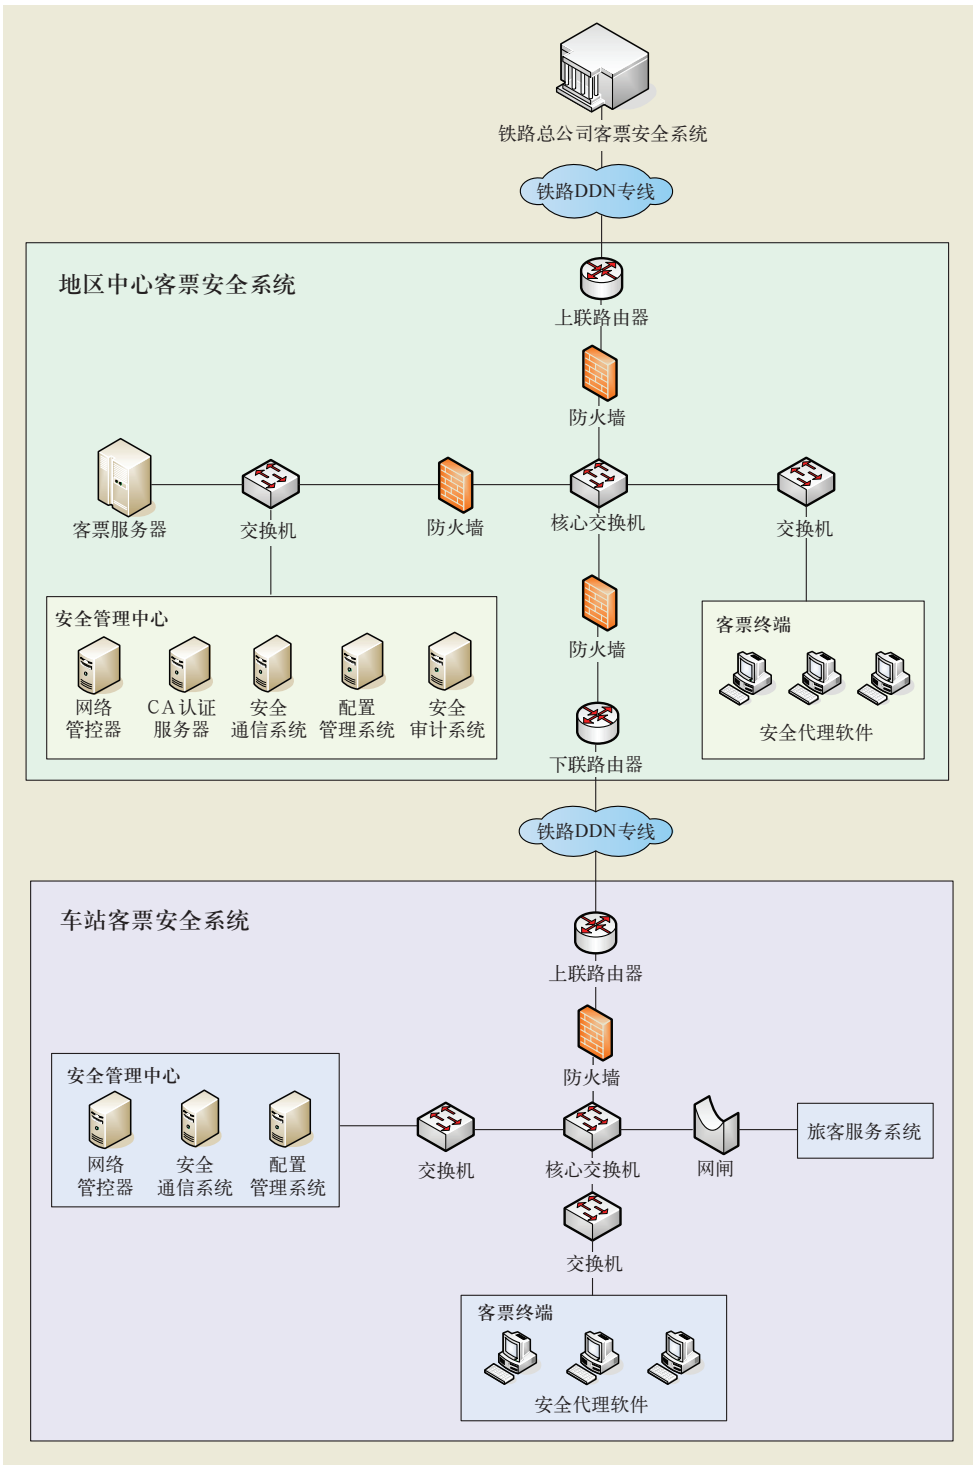 铁路总公司客票安全系统
铁路DDN专线
地区中心客票安全系统
上联路由器
防火墙
客票服务器
交换机
防火墙
核心交换机
交换机
安全管理中心
网络
管控器
CA认证
服务器
安全
通信系统
配置
管理系统
安全
审计系统
防火墙
客票终端
安全代理软件
下联路由器
铁路DDN专线
车站客票安全系统
上联路由器
防火墙
安全管理中心
网络
管控器
安全
通信系统
配置
管理系统
交换机
核心交换机
网闸
旅客服务系统
交换机
客票终端
安全代理软件